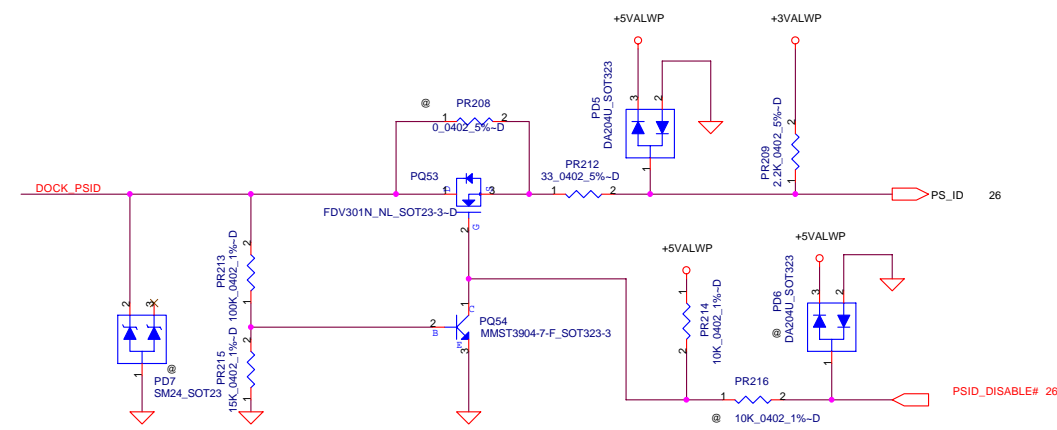 +5VALWP
+3VALWP
@ PR208
1 2
0_0402_5%~D
3 2
PD5
DA204U_SOT323
1
2
PR209
2.2K_0402_5%~D
1
DOCK_PSID
PQ53
1 D S 3
G
2
FDV301N_NL_SOT23-3~D
PR212
33_0402_5%~D
1 2
PS_ID 26
2
PR213
100K_0402_1%~D
1
2
PR215
15K_0402_1%~D
1
2 3
@
PD7
SM24_SOT23
1
2 B
1 C
E 3
PQ54
MMST3904-7-F_SOT323-3
+5VALWP
1
PR214
10K_0402_1%~D
2
+5VALWP
3 2
PD6
@ DA204U_SOT323
1
PR216
1 2
@ 10K_0402_1%~D
PSID_DISABLE# 26